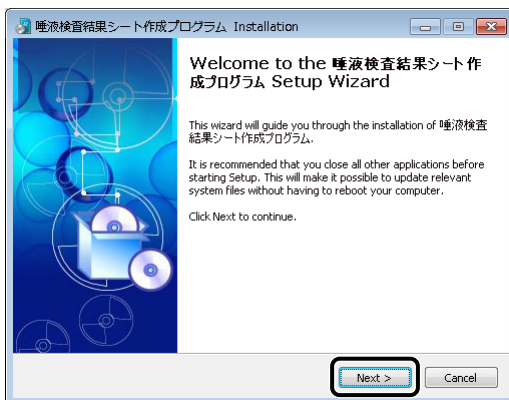 唾液検査結果シート作成プログラム Installation
Welcome to the 唾液検査結果シート作
成プログラム Setup Wizard
This wizard will guide you through the installation of 唾液検査
結果シート作成プログラム.
It is recommended that you close all other applications before
starting Setup. This will make it possible to update relevant
system files without having to reboot your computer.
Click Next to continue.
Next >
Cancel